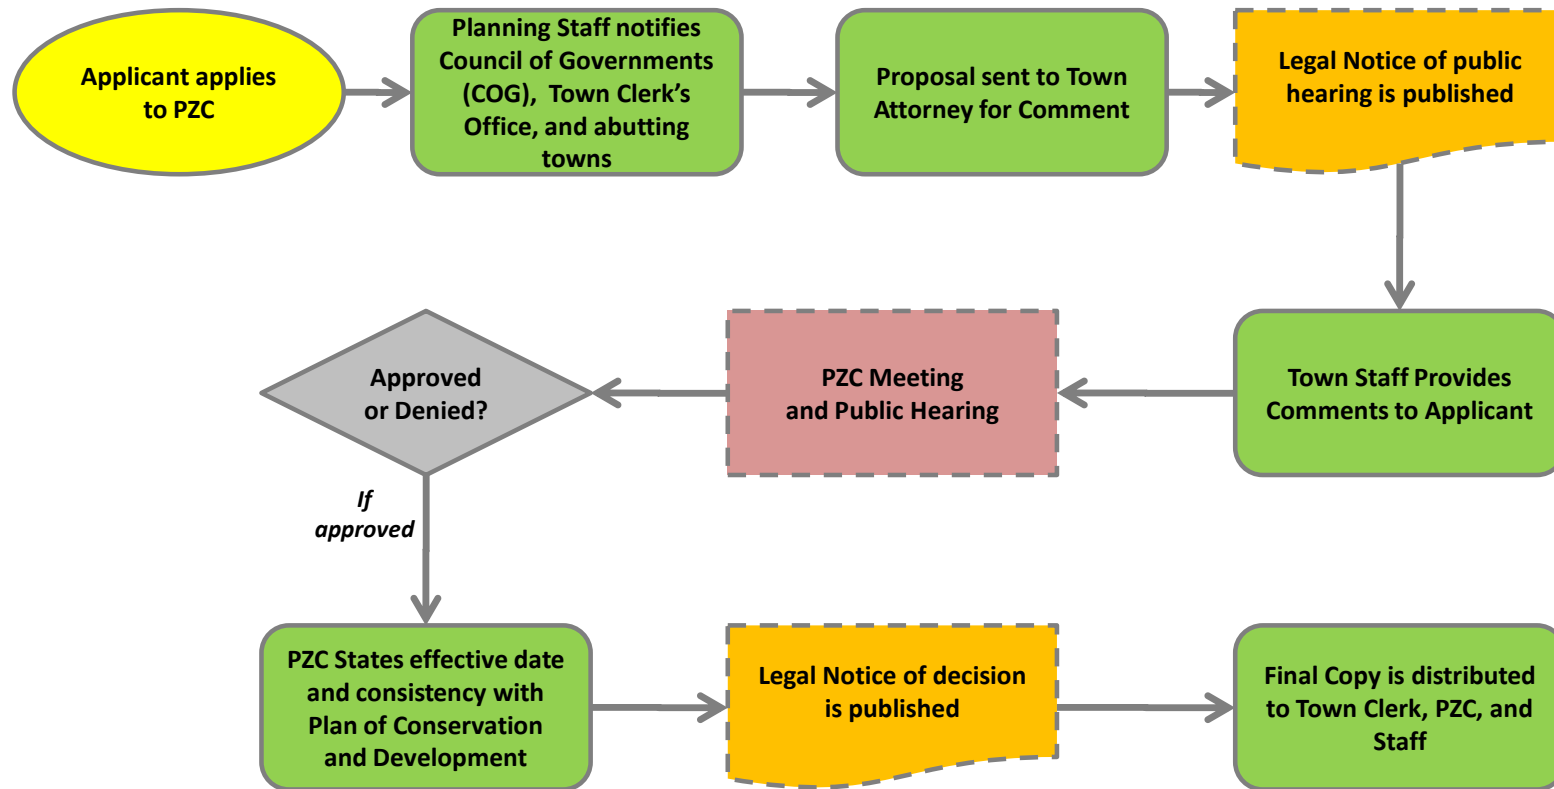 Applicant applies
to PZC
Planning Staff notifies
Council of Governments
(COG),  Town Clerk’s
Office, and abutting
towns
Proposal sent to Town
Attorney for Comment
Legal Notice of public
hearing is published
Town Staff Provides
Comments to Applicant
PZC Meeting
and Public Hearing
Approved
or Denied?
If
approved
PZC States effective date
and consistency with
Plan of Conservation
and Development
Legal Notice of decision
is published
Final Copy is distributed
to Town Clerk, PZC, and
Staff